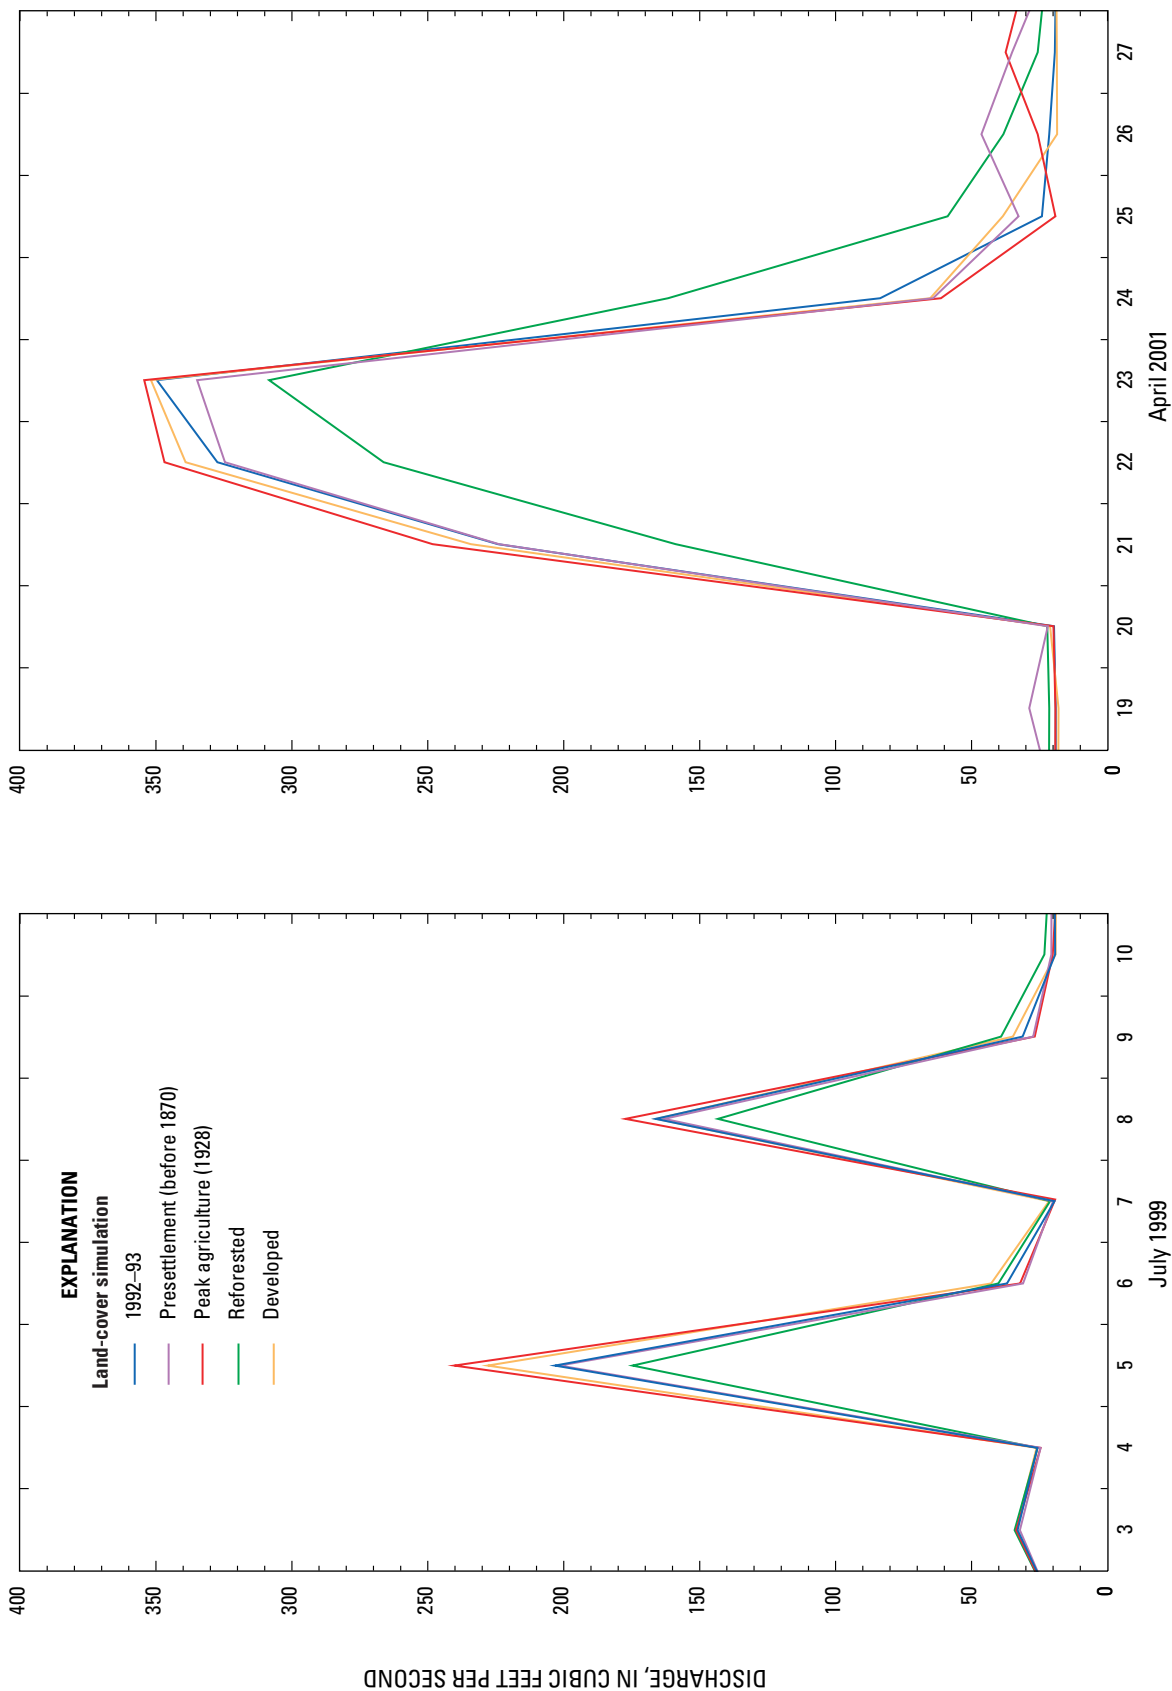 DISCHARGE, IN CUBIC FEET PER SECOND
400
350
300
250
200
150
100
50
0
EXPLANATION
Land-cover simulation
1992–93
Presettlement (before 1870)
Peak agriculture (1928)
Reforested
Developed
3 4 5 6 7 8 9 10
July 1999
400
350
300
250
200
150
100
50
0
19 20 21 22 23 24 25 26 27
April 2001